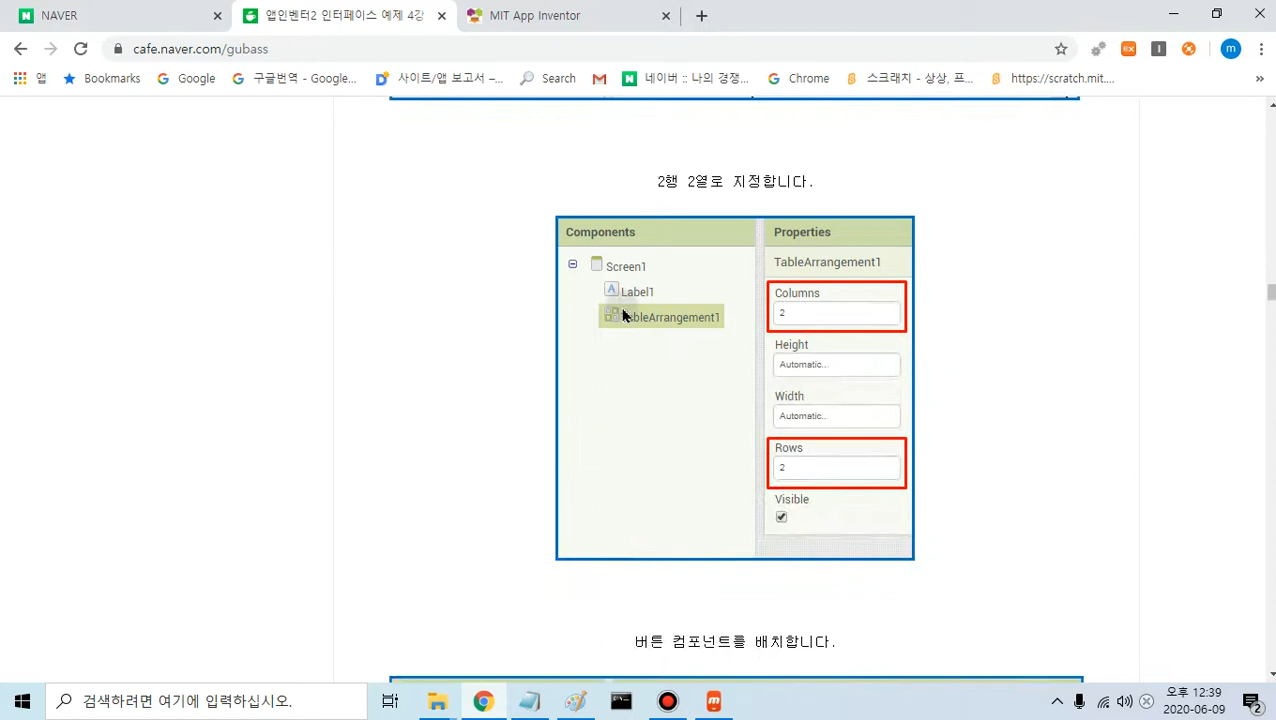 NAVER
앱인벤터2 인터페이스 예제 4강
MIT App Inventor
cafe.naver.com/gubass
m
앱 Bookmarks Google 구글번역 - Google... 사이트/앱 보고서 –... Search 네이버 :: 나의 경쟁... Chrome 스크래치 - 상상, 프... https://scratch.mit....
2행 2열로 지정합니다.
Components
Properties
Screen1
Label1
TableArrangement1
Columns
2
Height
Automatic...
Width
Automatic...
Rows
2
Visible
버튼 컴포넌트를 배치합니다.
검색하려면 여기에 입력하십시오.
오후 12:39
2020-06-09
2